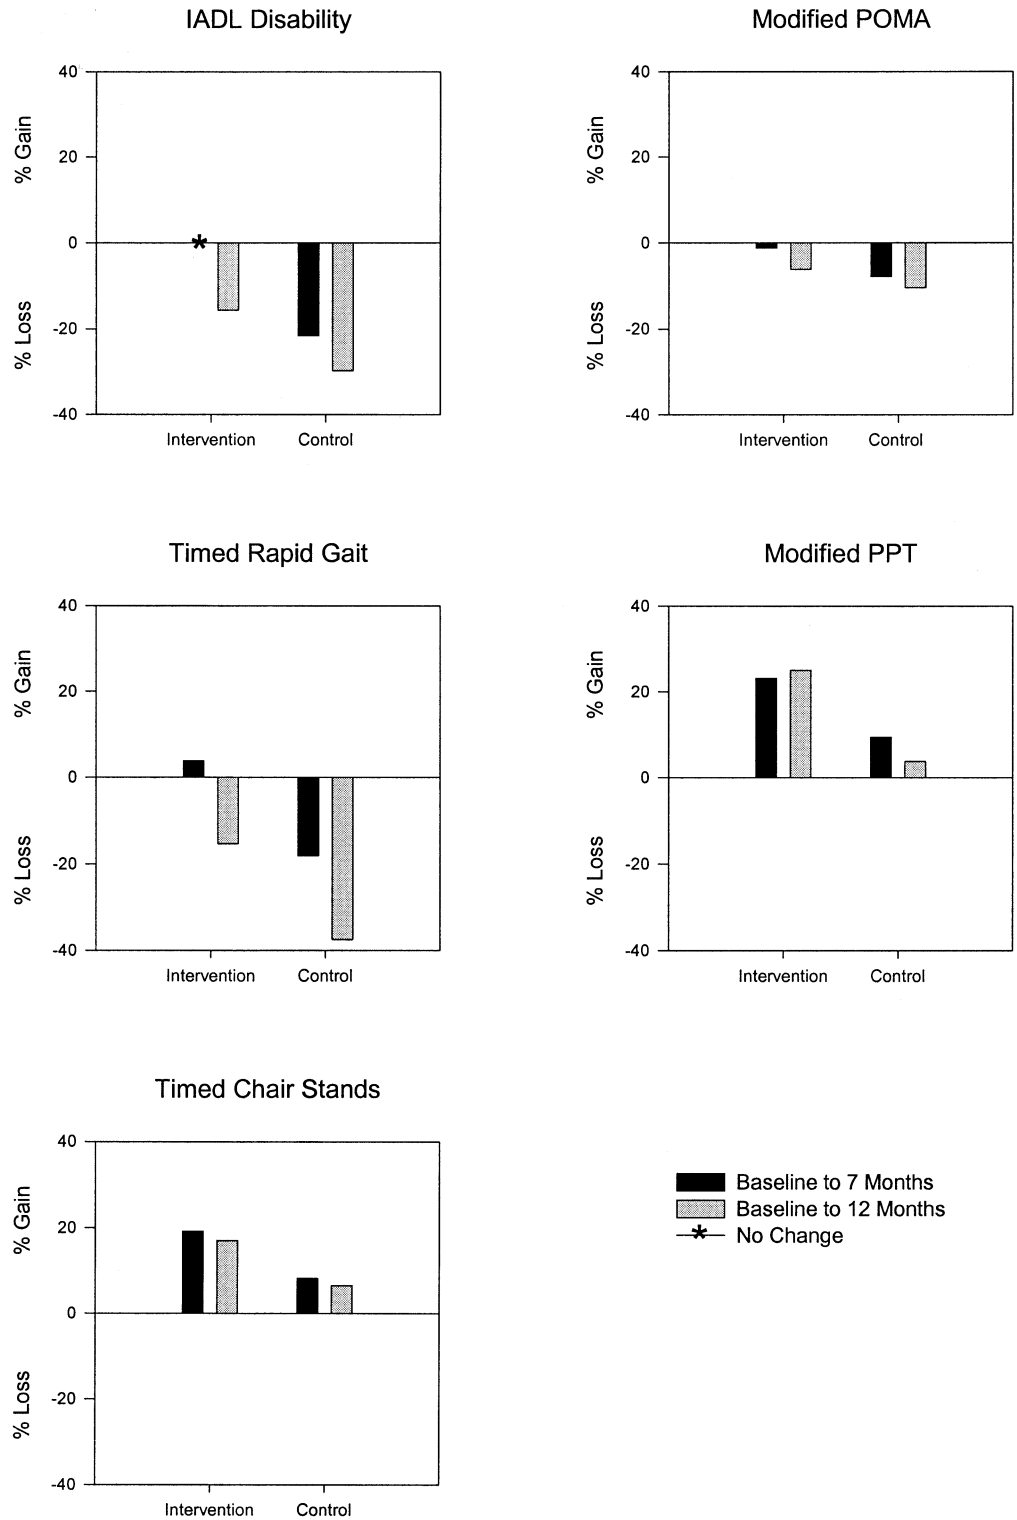 IADL Disability
40
20
0
-20
-40
% Gain
% Loss
*
Intervention Control
Modified POMA
40
20
0
-20
-40
% Gain
% Loss
Intervention Control
Timed Rapid Gait
40
20
0
-20
-40
% Gain
% Loss
Intervention Control
Modified PPT
40
20
0
-20
-40
% Gain
% Loss
Intervention Control
Timed Chair Stands
40
20
0
-20
-40
% Gain
% Loss
Intervention Control
Baseline to 7 Months
Baseline to 12 Months
* No Change